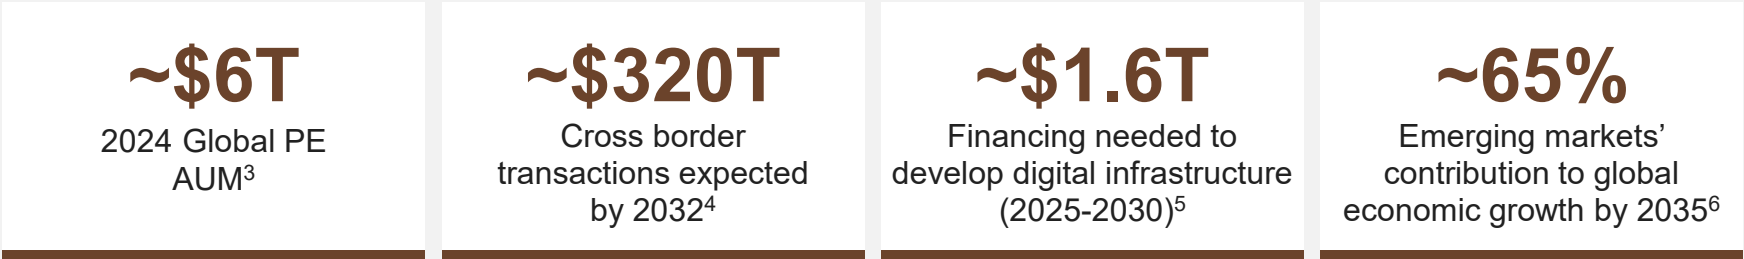 ~$6T
2024 Global PE
AUM³
~$320T
Cross border
transactions expected
by 2032⁴
~$1.6T
Financing needed to
develop digital infrastructure
(2025-2030)⁵
~65%
Emerging markets’
contribution to global
economic growth by 2035⁶